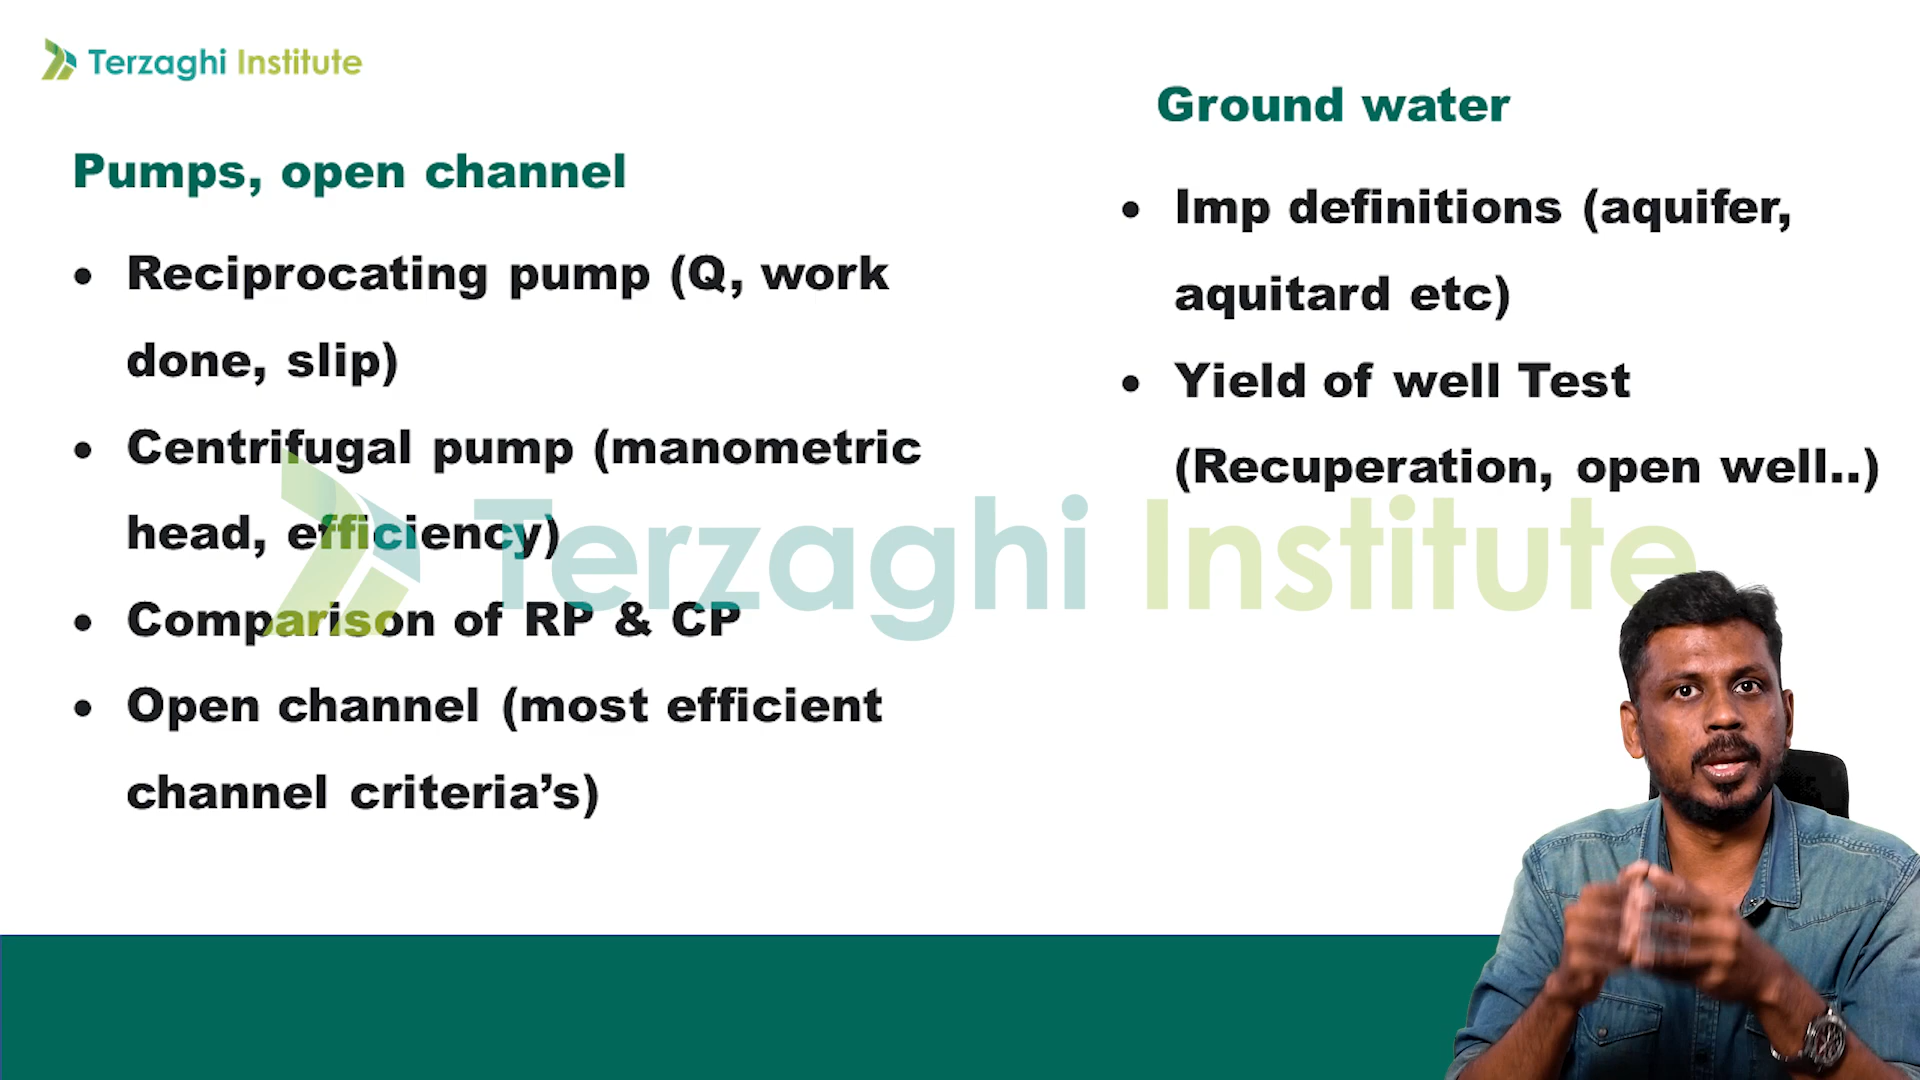 Terzaghi Institute
Pumps, open channel
• Reciprocating pump (Q, work
done, slip)
• Centrifugal pump (manometric
head, efficiency)
• Comparison of RP & CP
• Open channel (most efficient
channel criteria’s)
Ground water
• Imp definitions (aquifer,
aquitard etc)
• Yield of well Test
(Recuperation, open well..)
Terzaghi Institute